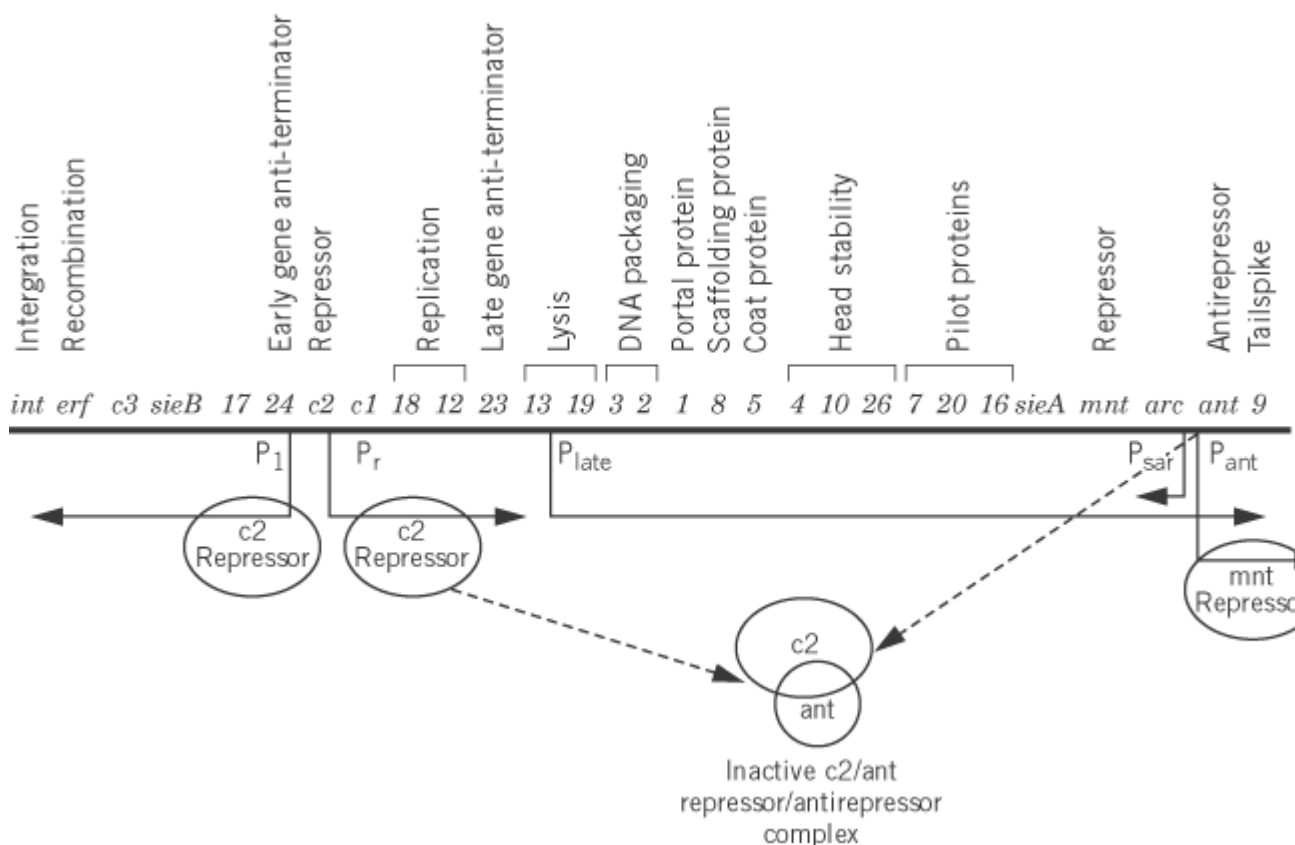 Intergration
Recombination
Early gene anti-terminator
Repressor
Replication
Late gene anti-terminator
Lysis
DNA packaging
Portal protein
Scaffolding protein
Coat protein
Head stability
Pilot proteins
Repressor
Antirepressor
Tailspike
int erf c3 sieB 17 24 c2 c1 18 12 23 13 19 3 2 1 8 5 4 10 26 7 20 16 sieA mnt arc ant 9
P1 Pr Plate Psar Pant
c2
Repressor
c2
Repressor
mnt
Represso
c2
ant
Inactive c2/ant
repressor/antirepressor
complex